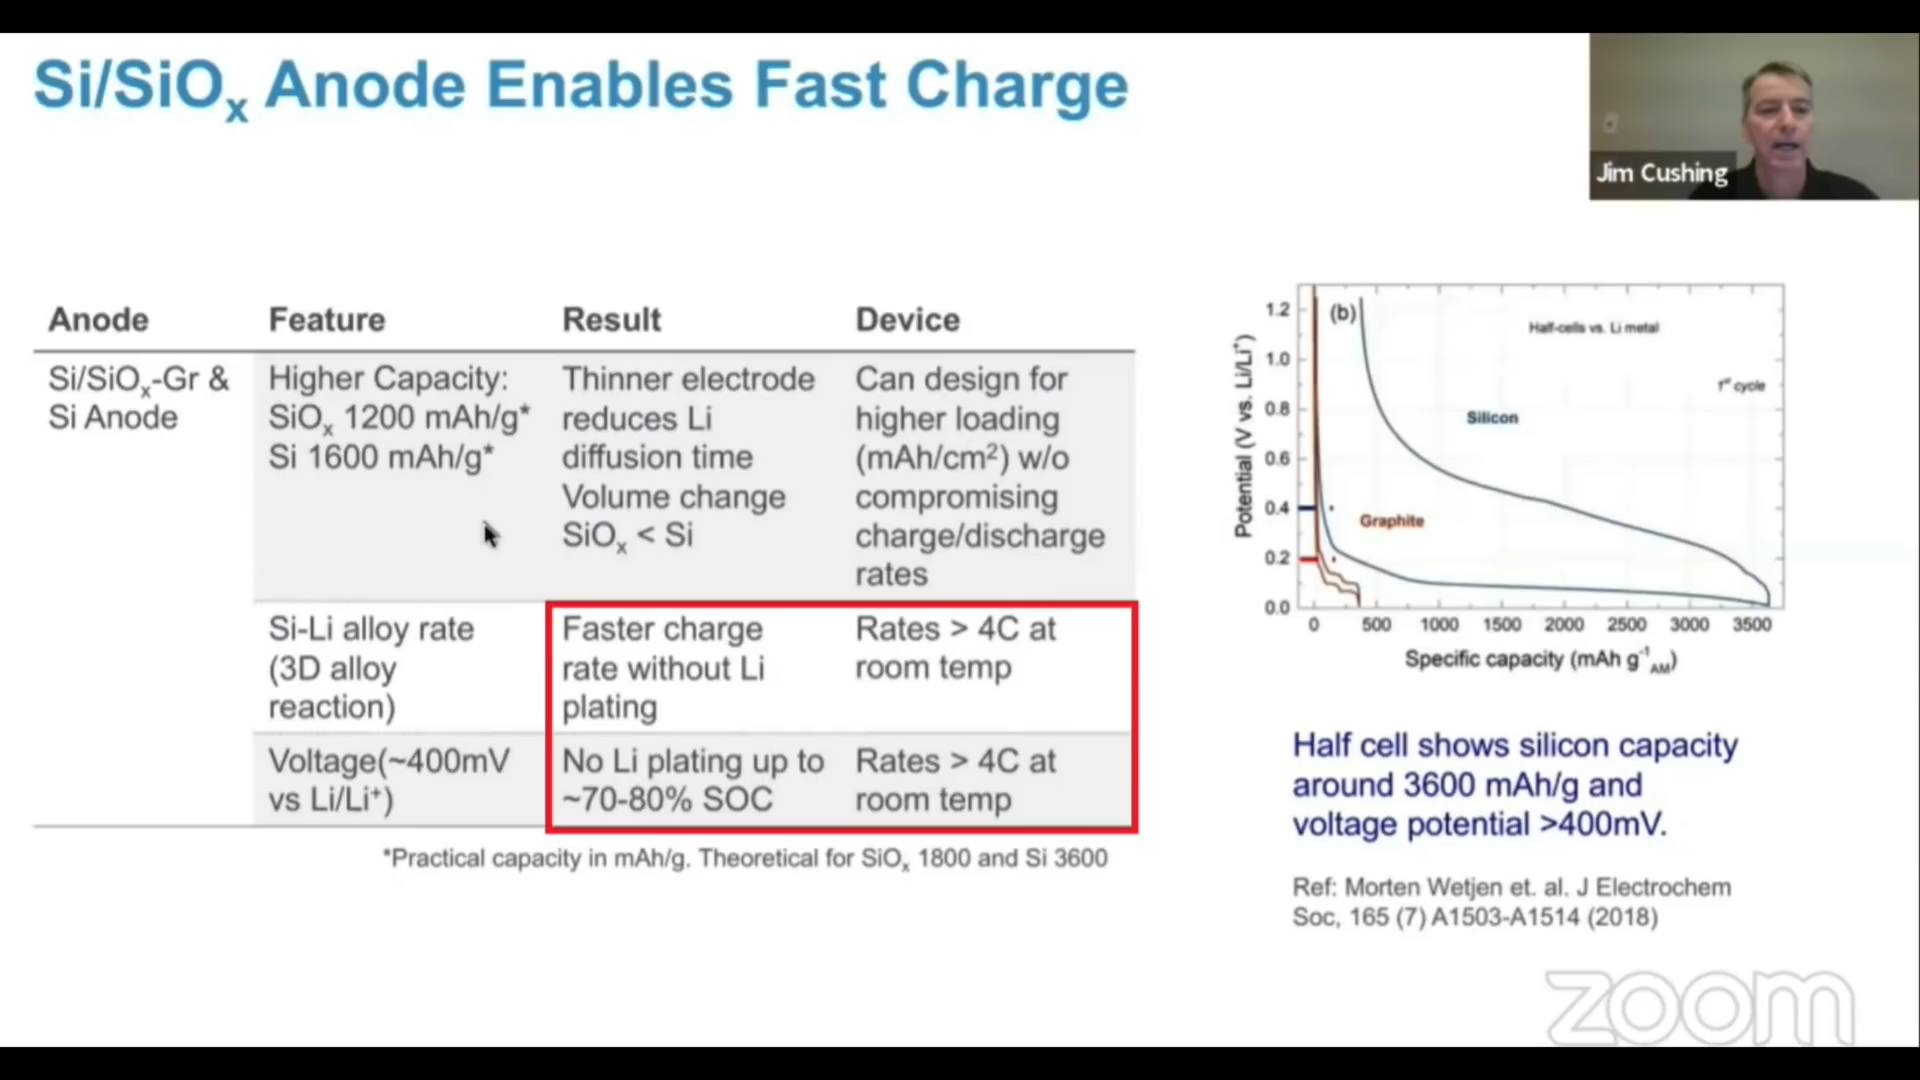 Si/SiOₓ Anode Enables Fast Charge
Jim Cushing
Anode Feature Result Device
Si/SiOₓ-Gr &
Si Anode
Higher Capacity:
SiOₓ 1200 mAh/g*
Si 1600 mAh/g*
Thinner electrode
reduces Li
diffusion time
Volume change
SiOₓ < Si
Can design for
higher loading
(mAh/cm²) w/o
compromising
charge/discharge
rates
Si-Li alloy rate
(3D alloy
reaction)
Faster charge
rate without Li
plating
Rates > 4C at
room temp
Voltage(~400mV
vs Li/Li⁺)
No Li plating up to
~70-80% SOC
Rates > 4C at
room temp
*Practical capacity in mAh/g. Theoretical for SiOₓ 1800 and Si 3600
(b)
Half-cells vs. Li metal
1ˢᵗ cycle
Silicon
Graphite
Potential (V vs. Li/Li⁺)
1.2
1.0
0.8
0.6
0.4
0.2
0.0
0 500 1000 1500 2000 2500 3000 3500
Specific capacity (mAh g⁻¹ AM)
Half cell shows silicon capacity
around 3600 mAh/g and
voltage potential >400mV.
Ref: Morten Wetjen et. al. J Electrochem
Soc, 165 (7) A1503-A1514 (2018)
zoom